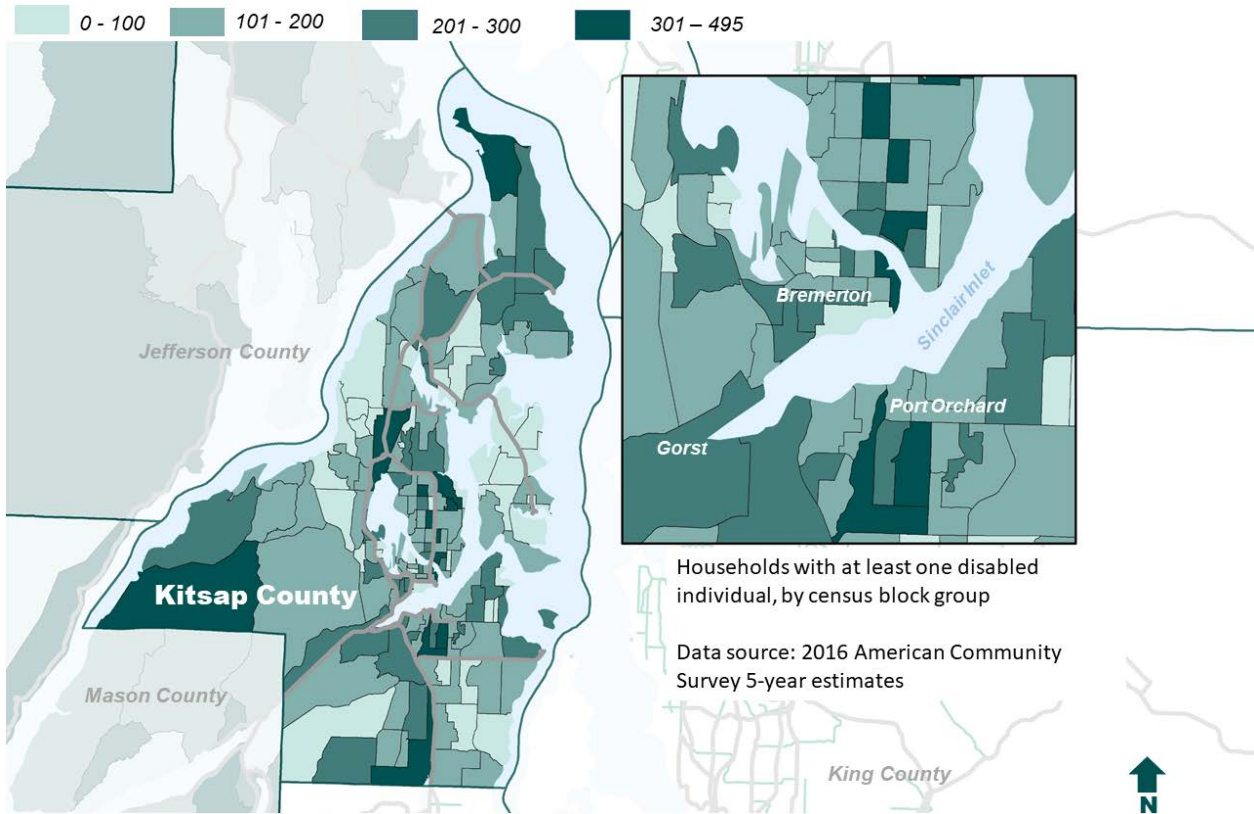 0 - 100
101 - 200
201 - 300
301 – 495
Jefferson County
Kitsap County
Mason County
Bremerton
Sinclair Inlet
Port Orchard
Gorst
Households with at least one disabled
individual, by census block group
Data source: 2016 American Community
Survey 5-year estimates
King County
N